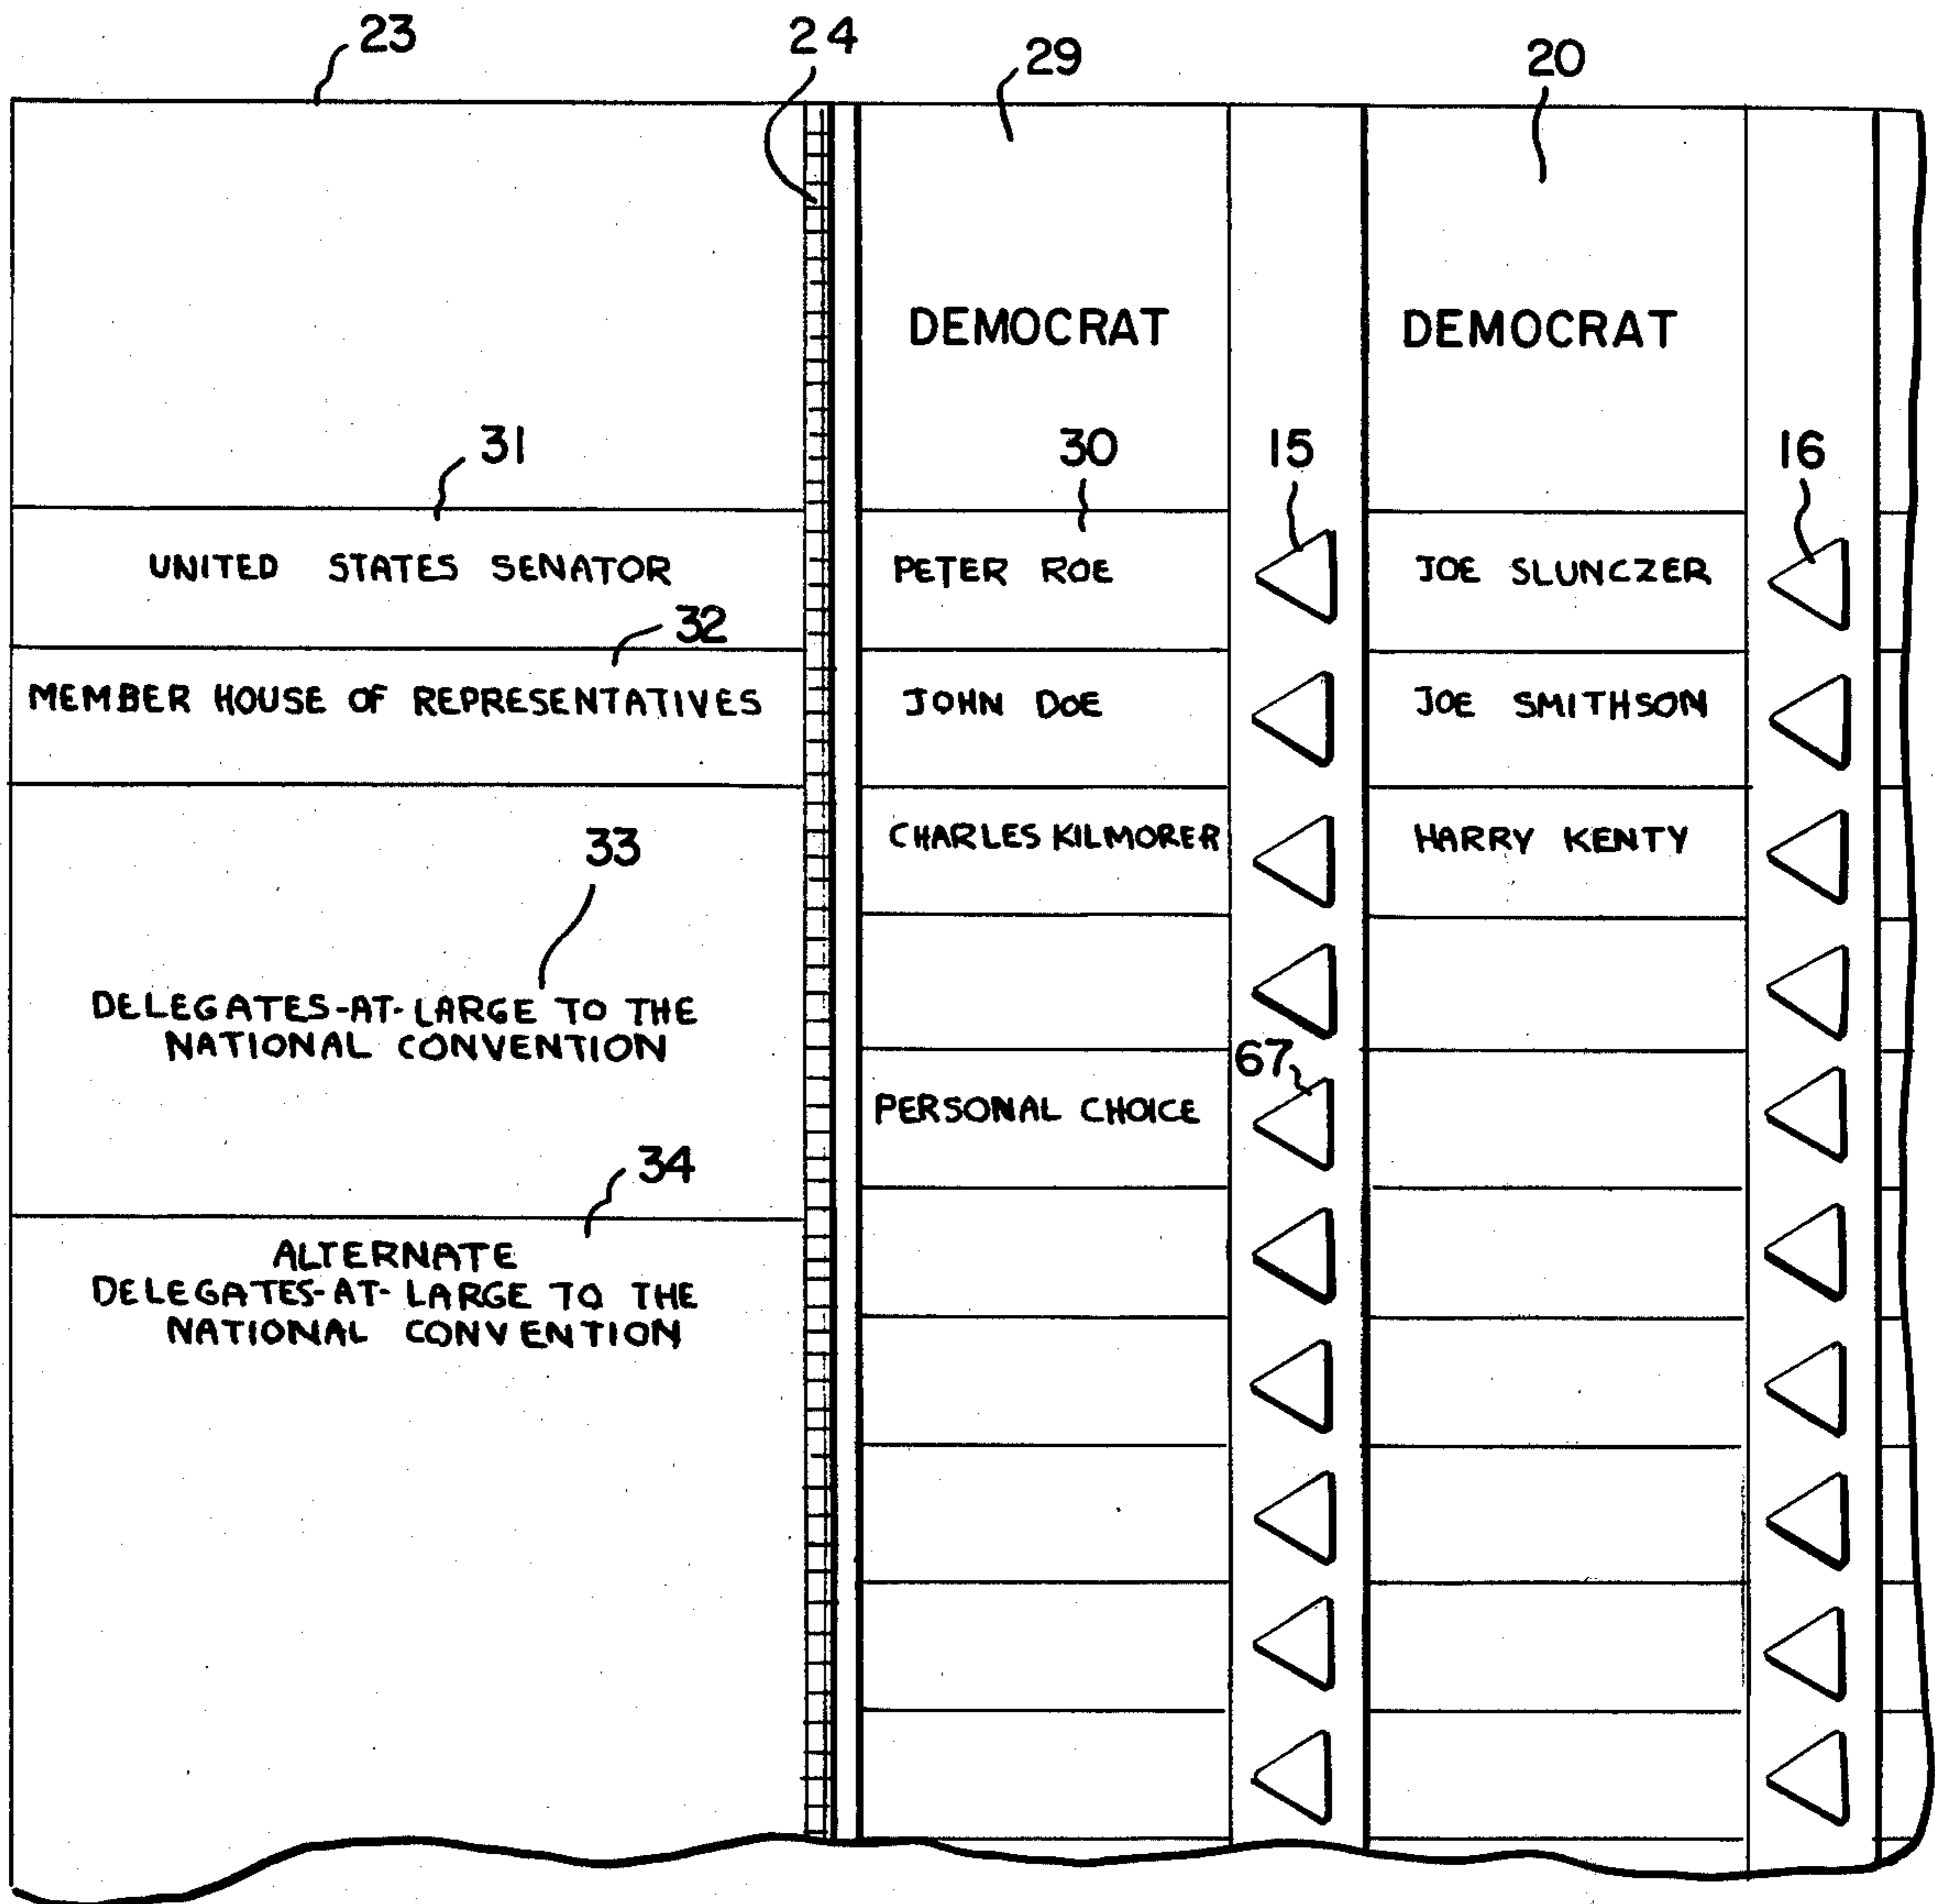 23
24
29
20
DEMOCRAT
DEMOCRAT
31
30
15
16
UNITED STATES SENATOR
PETER ROE
JOE SLUNCZER
32
MEMBER HOUSE OF REPRESENTATIVES
JOHN DOE
JOE SMITHSON
33
CHARLES KILMORER
HARRY KENTY
DELEGATES-AT-LARGE TO THE
NATIONAL CONVENTION
67
PERSONAL CHOICE
34
ALTERNATE
DELEGATES-AT-LARGE TO THE
NATIONAL CONVENTION